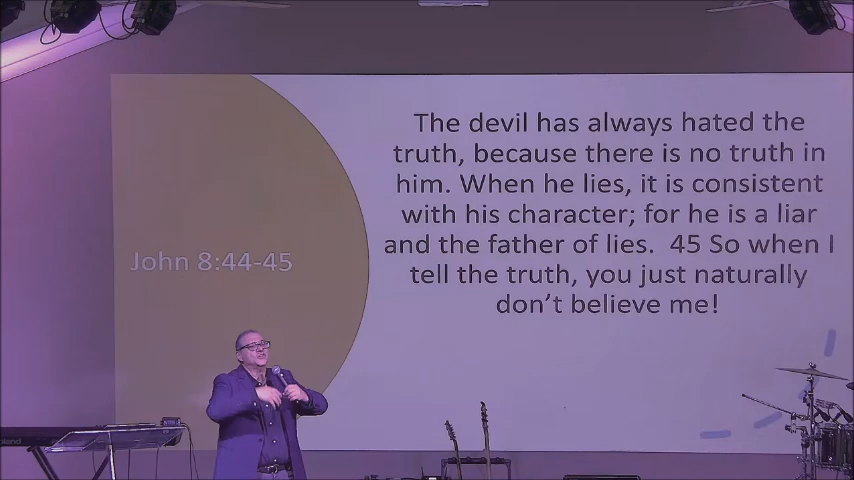 The devil has always hated the
truth, because there is no truth in
him. When he lies, it is consistent
with his character; for he is a liar
and the father of lies.  45 So when I
tell the truth, you just naturally
don't believe me!
John 8:44-45
Roland